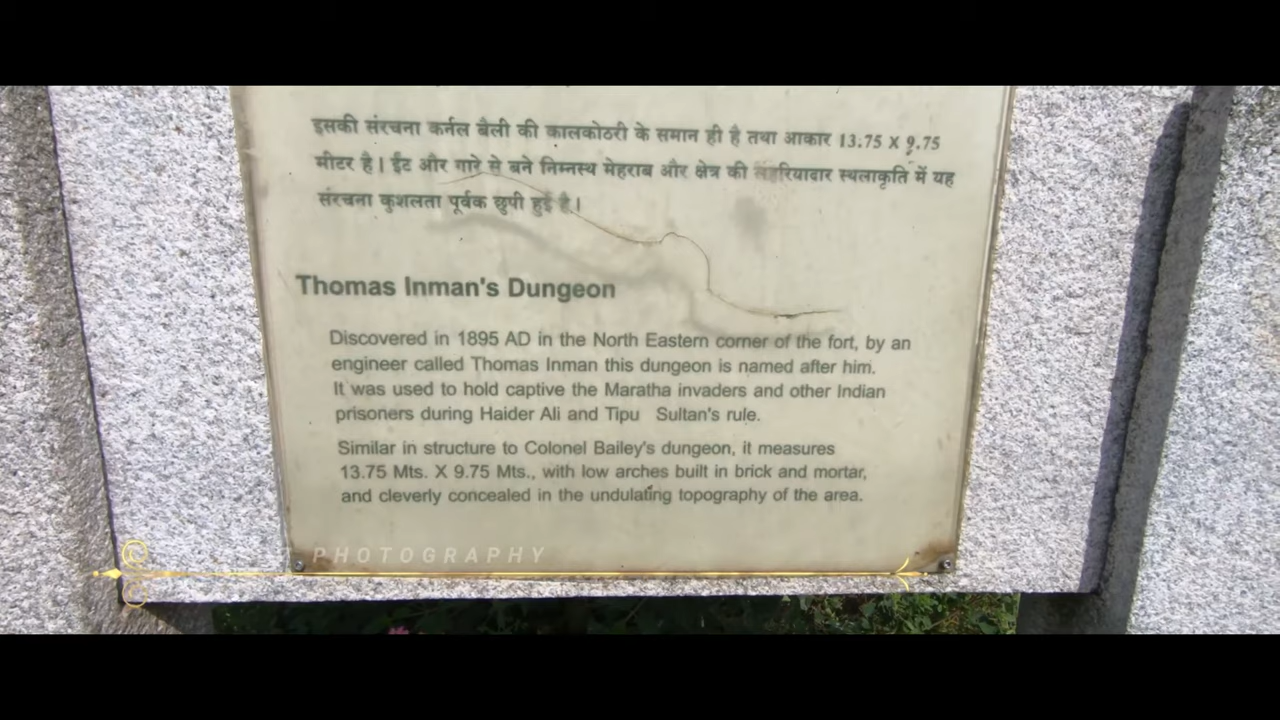 इसकी संरचना कर्नल बैली की कालकोठरी के समान ही है तथा आकार 13.75 X 9.75
मीटर है। ईंट और गारे से बने निम्नस्थ मेहराब और क्षेत्र की लहरियादार स्थलाकृति में यह
संरचना कुशलता पूर्वक छुपी हुई है।
Thomas Inman's Dungeon
Discovered in 1895 AD in the North Eastern corner of the fort, by an
engineer called Thomas Inman this dungeon is named after him.
It was used to hold captive the Maratha invaders and other Indian
prisoners during Haider Ali and Tipu Sultan's rule.
Similar in structure to Colonel Bailey's dungeon, it measures
13.75 Mts. X 9.75 Mts., with low arches built in brick and mortar,
and cleverly concealed in the undulating topography of the area.
PHOTOGRAPHY